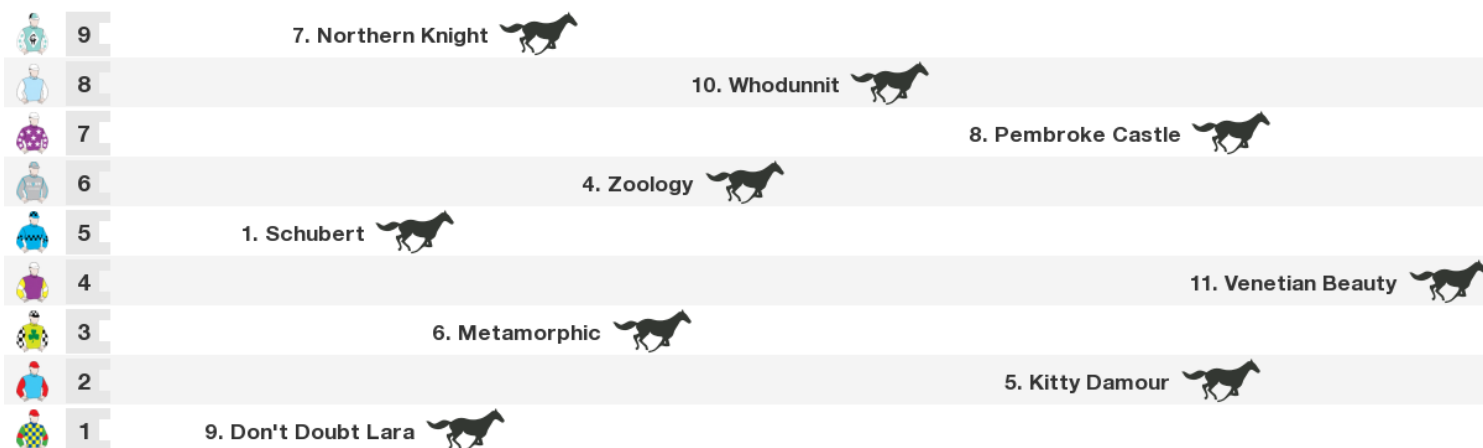 9 7. Northern Knight
8 10. Whodunnit
7 8. Pembroke Castle
6 4. Zoology
5 1. Schubert
4 11. Venetian Beauty
3 6. Metamorphic
2 5. Kitty Damour
1 9. Don't Doubt Lara